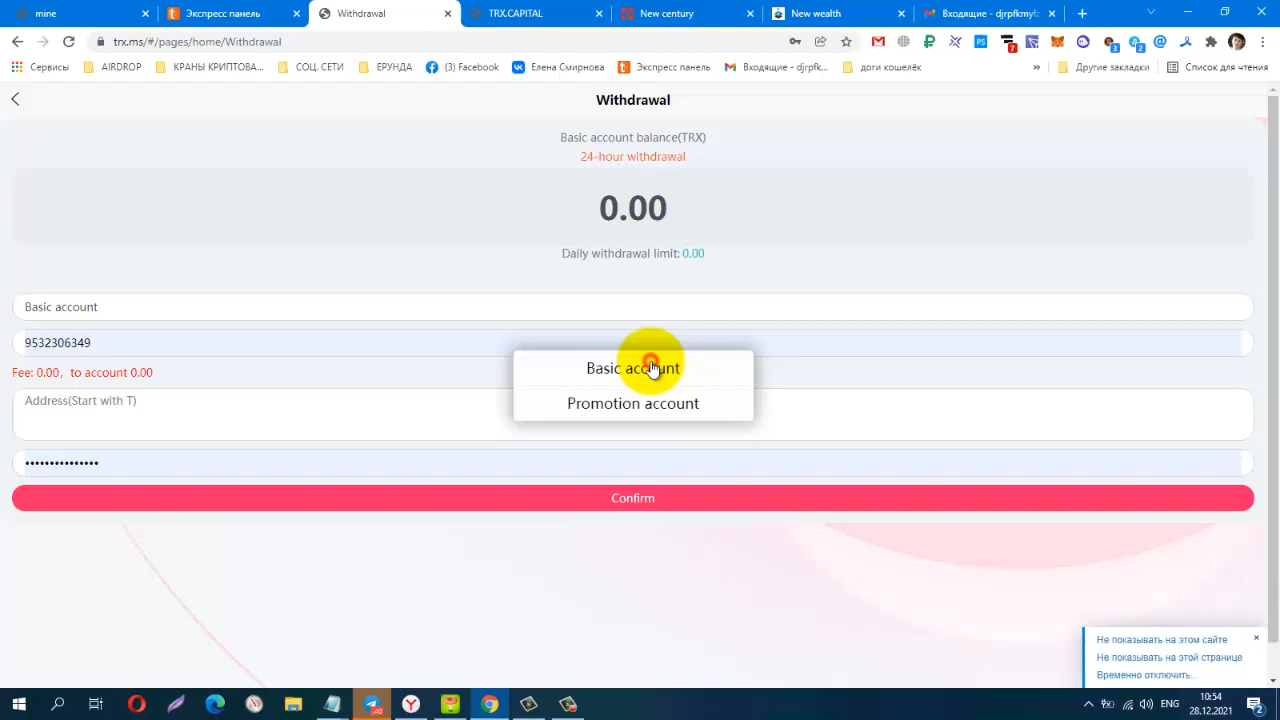 mine
Экспресс панель
Withdrawal
TRX.CAPITAL
New century
New wealth
Входящие - djrpfkmyf
trx.ms/#/pages/home/Withdrawal
7
3
2
Сервисы
AIRDROP
КРАНЫ КРИПТОВА...
СОЦ. СЕТИ
ЕРУНДА
(3) Facebook
Елена Смирнова
Экспресс панель
Входящие - djrpfk...
доги кошелёк
»
Другие закладки
Список для чтения
Withdrawal
Basic account balance(TRX)
24-hour withdrawal
0.00
Daily withdrawal limit: 0.00
Basic account
9532306349
Basic account
Fee: 0.00，to account 0.00
Promotion account
Address(Start with T)
•••••••••••••••
Confirm
Не показывать на этом сайте
Не показывать на этой странице
Временно отключить...
ENG
10:54
28.12.2021
2